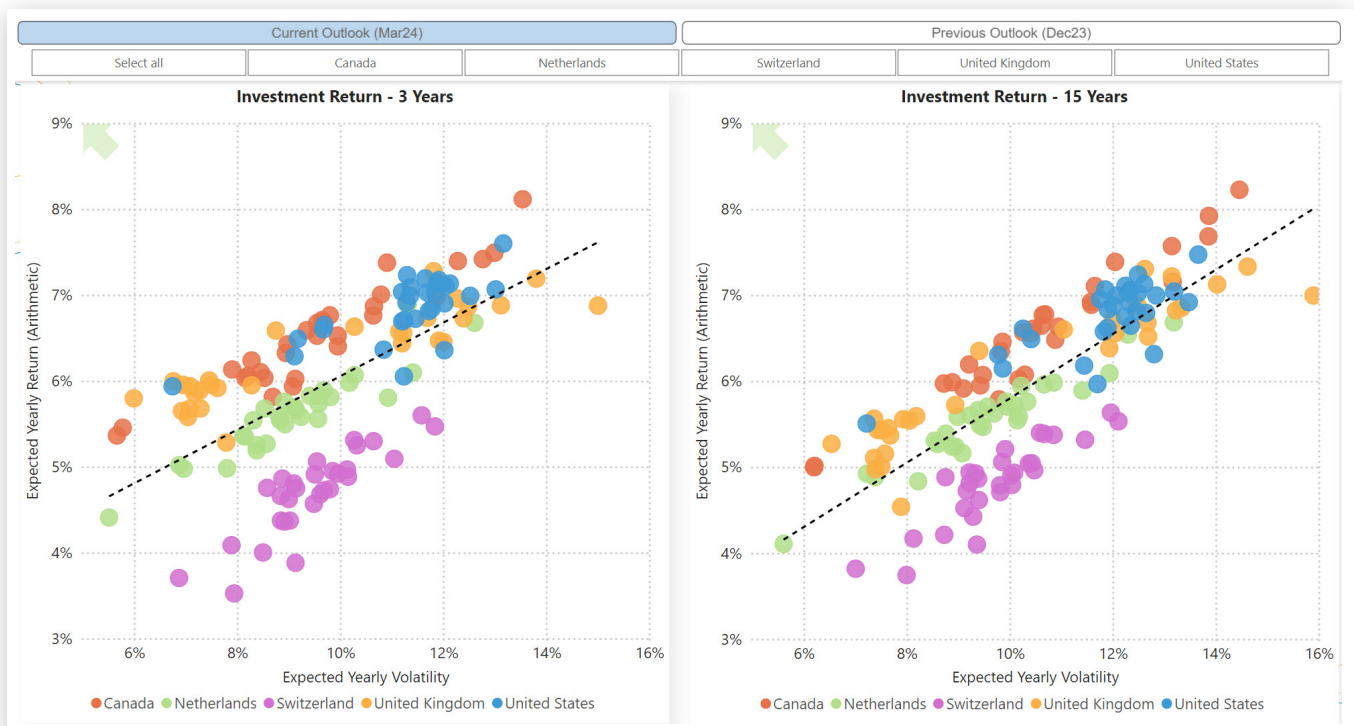 Current Outlook (Mar24) Previous Outlook (Dec23)
Select all Canada Netherlands Switzerland United Kingdom United States
Investment Return - 3 Years
9%
8%
7%
6%
5%
4%
3%
Expected Yearly Return (Arithmetic)
6% 8% 10% 12% 14% 16%
Expected Yearly Volatility
Canada Netherlands Switzerland United Kingdom United States
Investment Return - 15 Years
9%
8%
7%
6%
5%
4%
3%
Expected Yearly Return (Arithmetic)
6% 8% 10% 12% 14% 16%
Expected Yearly Volatility
Canada Netherlands Switzerland United Kingdom United States